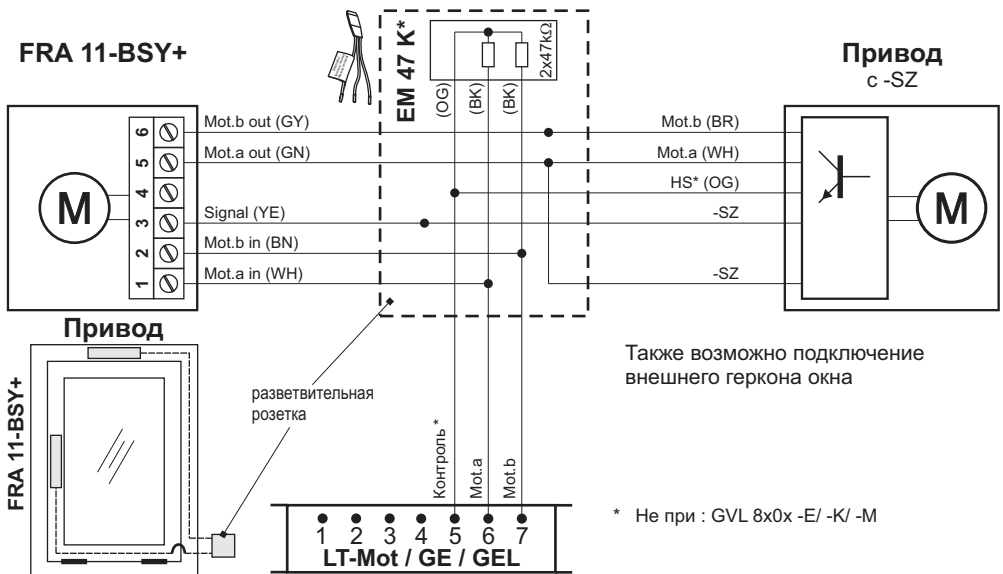 FRA 11-BSY+
EM 47 K*
2x47kΩ
(OG)
(BK)
(BK)
Привод
с -SZ
6
5
4
3
2
1
M
Mot.b out (GY)
Mot.a out (GN)
Signal (YE)
Mot.b in (BN)
Mot.a in (WH)
Mot.b (BR)
Mot.a (WH)
HS* (OG)
-SZ
-SZ
M
Привод
FRA 11-BSY+
разветвительная
розетка
Также возможно подключение
внешнего геркона окна
Контроль *
Mot.a
Mot.b
1 2 3 4 5 6 7
LT-Mot / GE / GEL
* Не при : GVL 8x0x -E/ -K/ -M